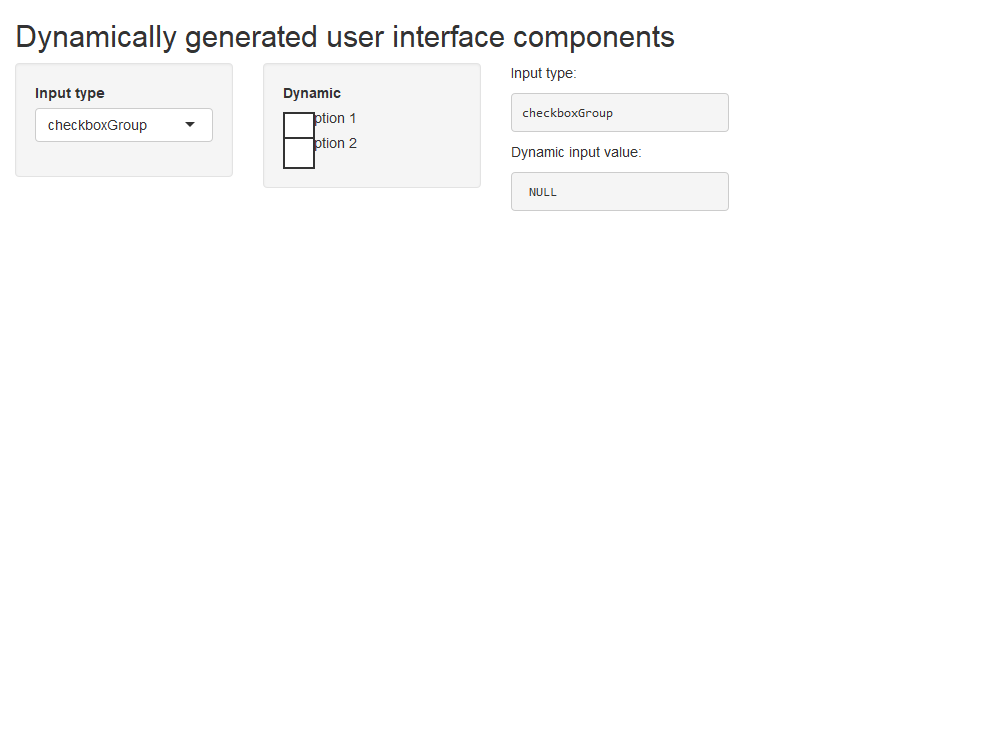 Dynamically generated user interface components
Input type
checkboxGroup
Dynamic
ption 1
ption 2
Input type:
checkboxGroup
Dynamic input value:
NULL